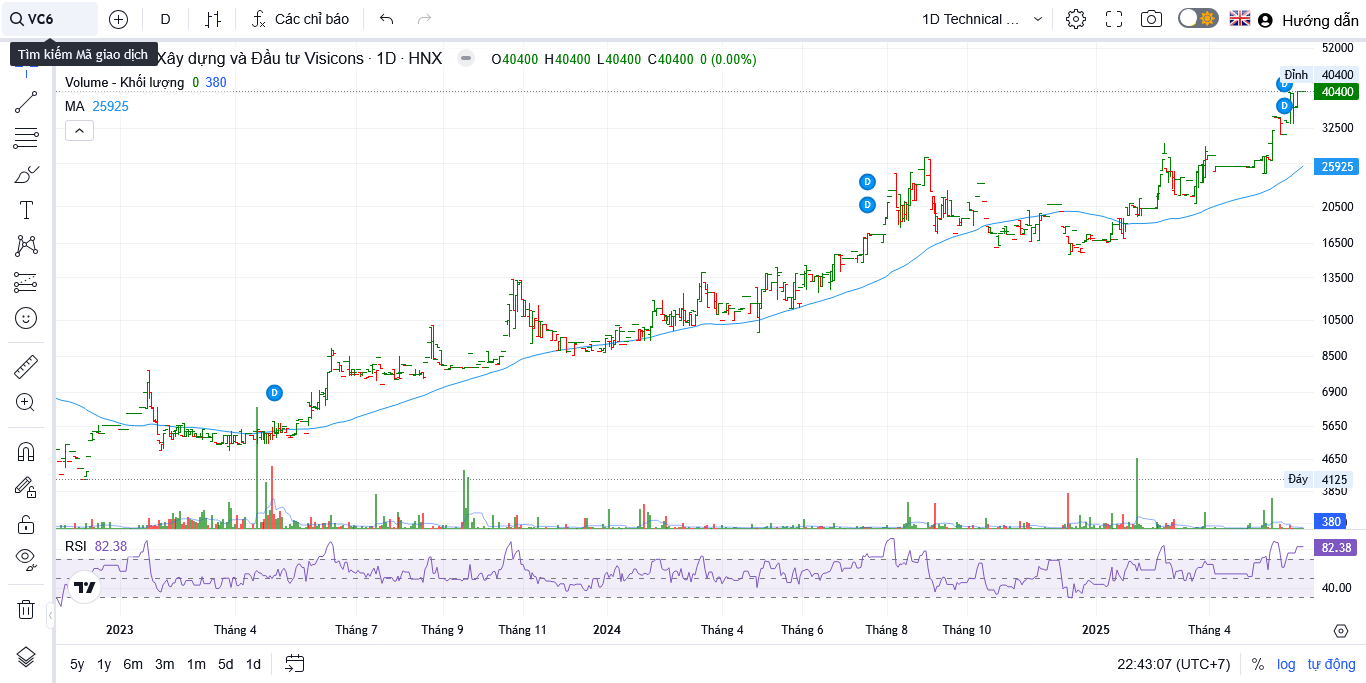 VC6
D
Các chỉ báo
1D Technical ...
Hướng dẫn
Tìm kiếm Mã giao dịch
Xây dựng và Đầu tư Visicons · 1D · HNX
O40400 H40400 L40400 C40400 0 (0.00%)
Volume - Khối lượng 0 380
MA 25925
52000
Đỉnh 40400
40400
32500
25925
20500
16500
13500
10500
8500
6900
5650
4650
Đáy 4125
3850
380
D
D
D
D
D
RSI 82.38
82.38
40.00
2023 Tháng 4 Tháng 7 Tháng 9 Tháng 11 2024 Tháng 4 Tháng 6 Tháng 8 Tháng 10 2025 Tháng 4
5y 1y 6m 3m 1m 5d 1d
22:43:07 (UTC+7) % log tự động